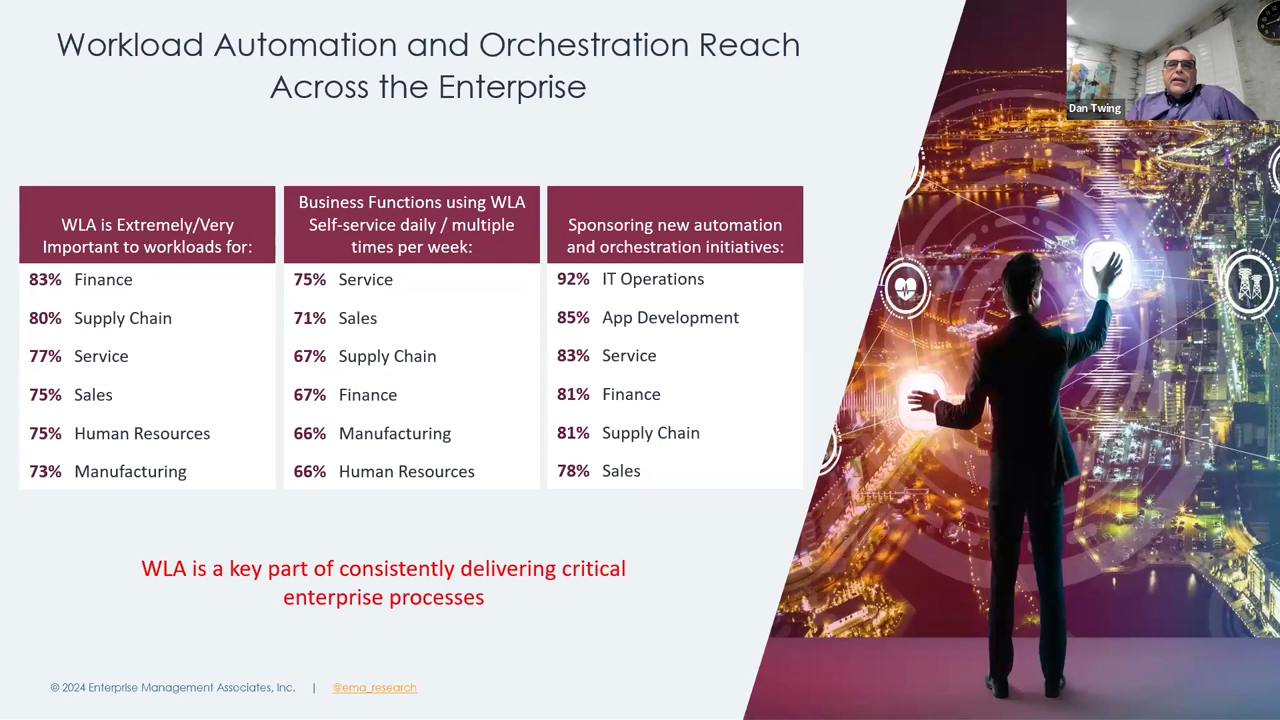 Workload Automation and Orchestration Reach
Across the Enterprise
Dan Twing
WLA is Extremely/Very
Important to workloads for:
83% Finance
80% Supply Chain
77% Service
75% Sales
75% Human Resources
73% Manufacturing
Business Functions using WLA
Self-service daily / multiple
times per week:
75% Service
71% Sales
67% Supply Chain
67% Finance
66% Manufacturing
66% Human Resources
Sponsoring new automation
and orchestration initiatives:
92% IT Operations
85% App Development
83% Service
81% Finance
81% Supply Chain
78% Sales
WLA is a key part of consistently delivering critical
enterprise processes
© 2024 Enterprise Management Associates, Inc. | @ema_research